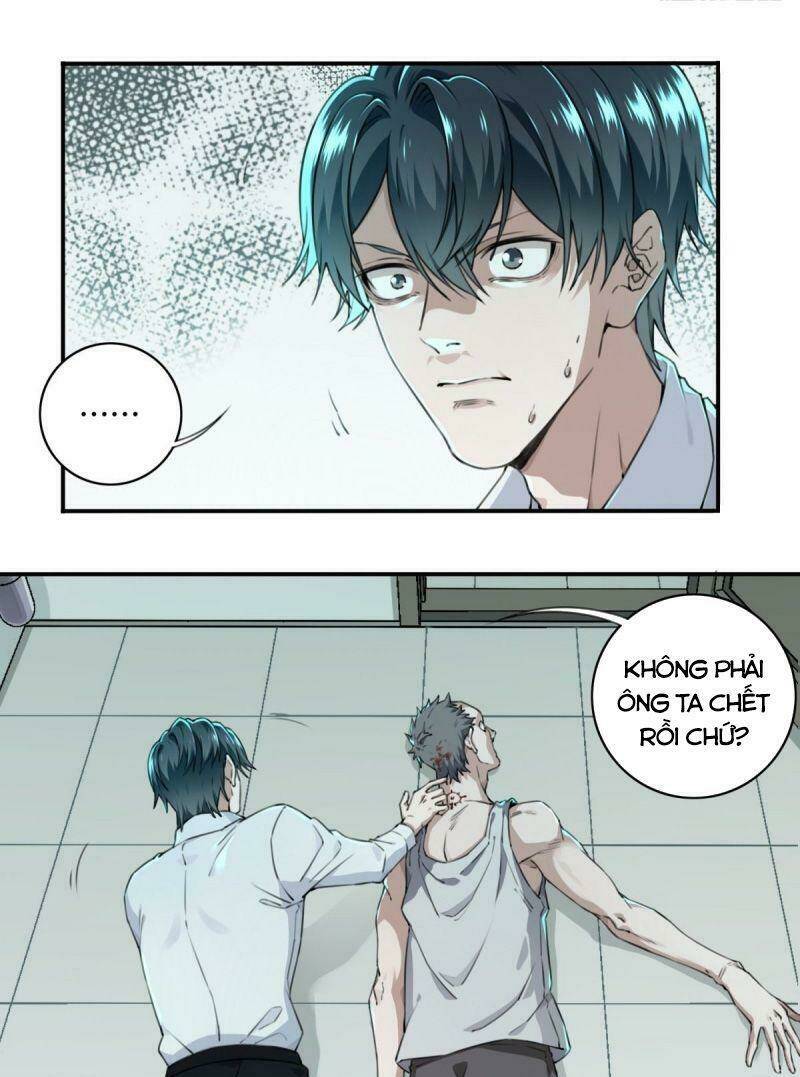 ......
KHÔNG PHẢI
ÔNG TA CHẾT
RỒI CHỨ?